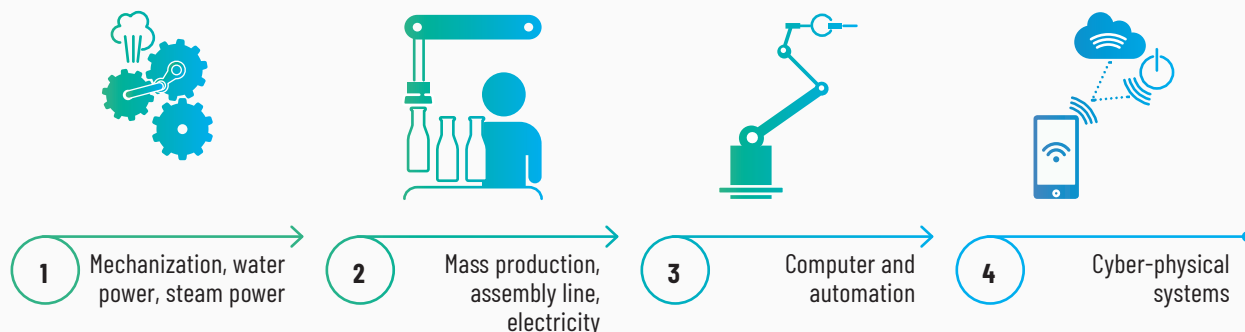 1
Mechanization, water
power, steam power
2
Mass production,
assembly line,
electricity
3
Computer and
automation
4
Cyber-physical
systems